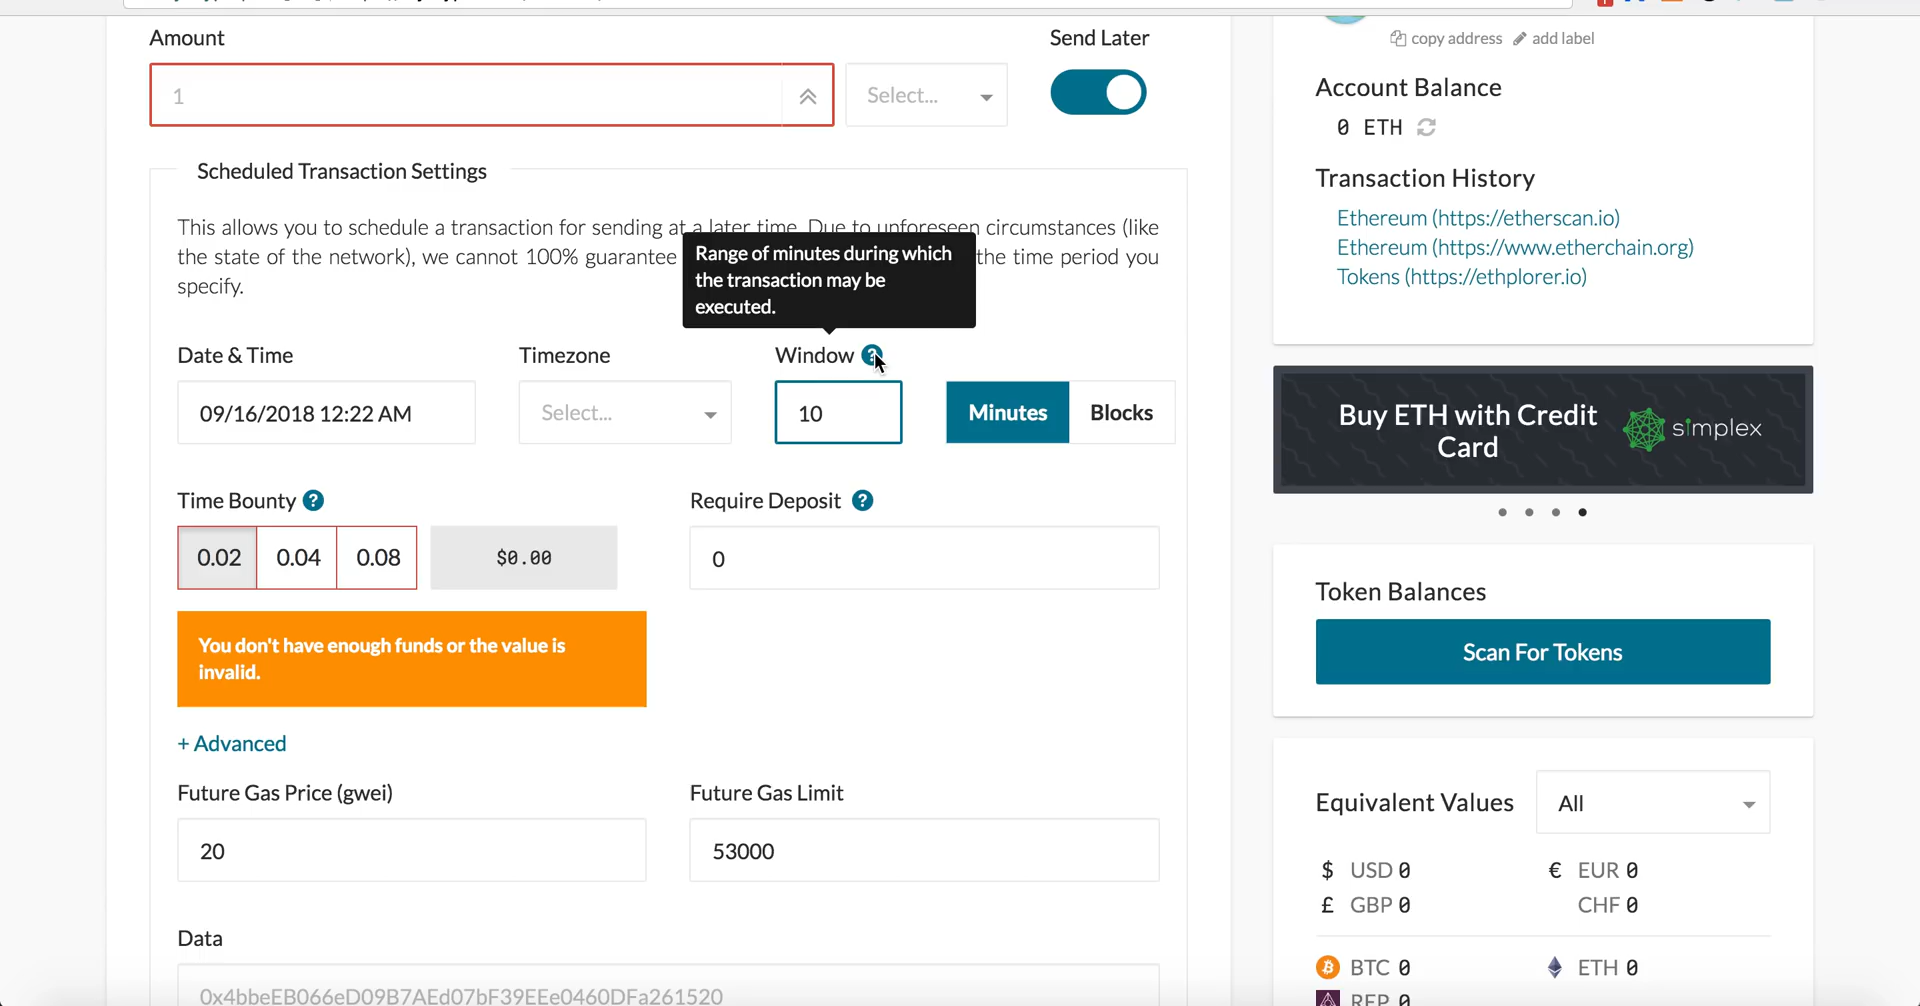 Amount
Send Later
1
Select...
Scheduled Transaction Settings
This allows you to schedule a transaction for sending at a later time. Due to unforeseen circumstances (like
the state of the network), we cannot 100% guarantee
the time period you
specify.
Range of minutes during which
the transaction may be
executed.
Date & Time
Timezone
Window ?
09/16/2018 12:22 AM
Select...
10
Minutes
Blocks
Time Bounty ?
Require Deposit ?
0.02
0.04
0.08
$0.00
0
You don't have enough funds or the value is
invalid.
+ Advanced
Future Gas Price (gwei)
Future Gas Limit
20
53000
Data
0x4bbeEB066eD09B7AEd07bF39EEe0460DFa261520
copy address
add label
Account Balance
0 ETH
Transaction History
Ethereum (https://etherscan.io)
Ethereum (https://www.etherchain.org)
Tokens (https://ethplorer.io)
Buy ETH with Credit
Card
simplex
Token Balances
Scan For Tokens
Equivalent Values
All
$ USD 0
€ EUR 0
£ GBP 0
CHF 0
BTC 0
ETH 0
REP 0